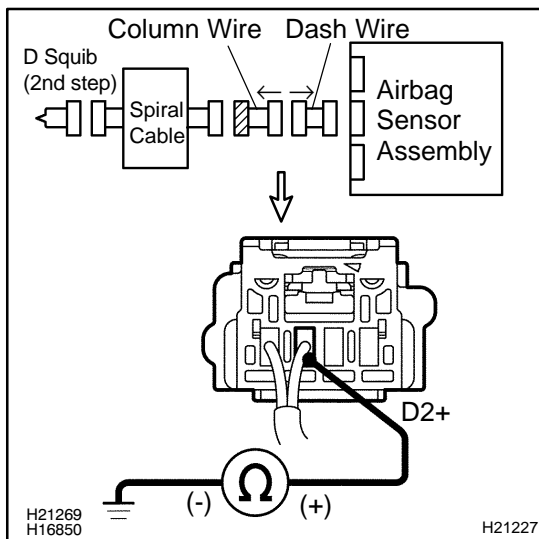 Column Wire Dash Wire
D Squib
(2nd step)
Spiral
Cable
Airbag
Sensor
Assembly
D2+
(-) Ω (+)
H21269
H16850
H21227